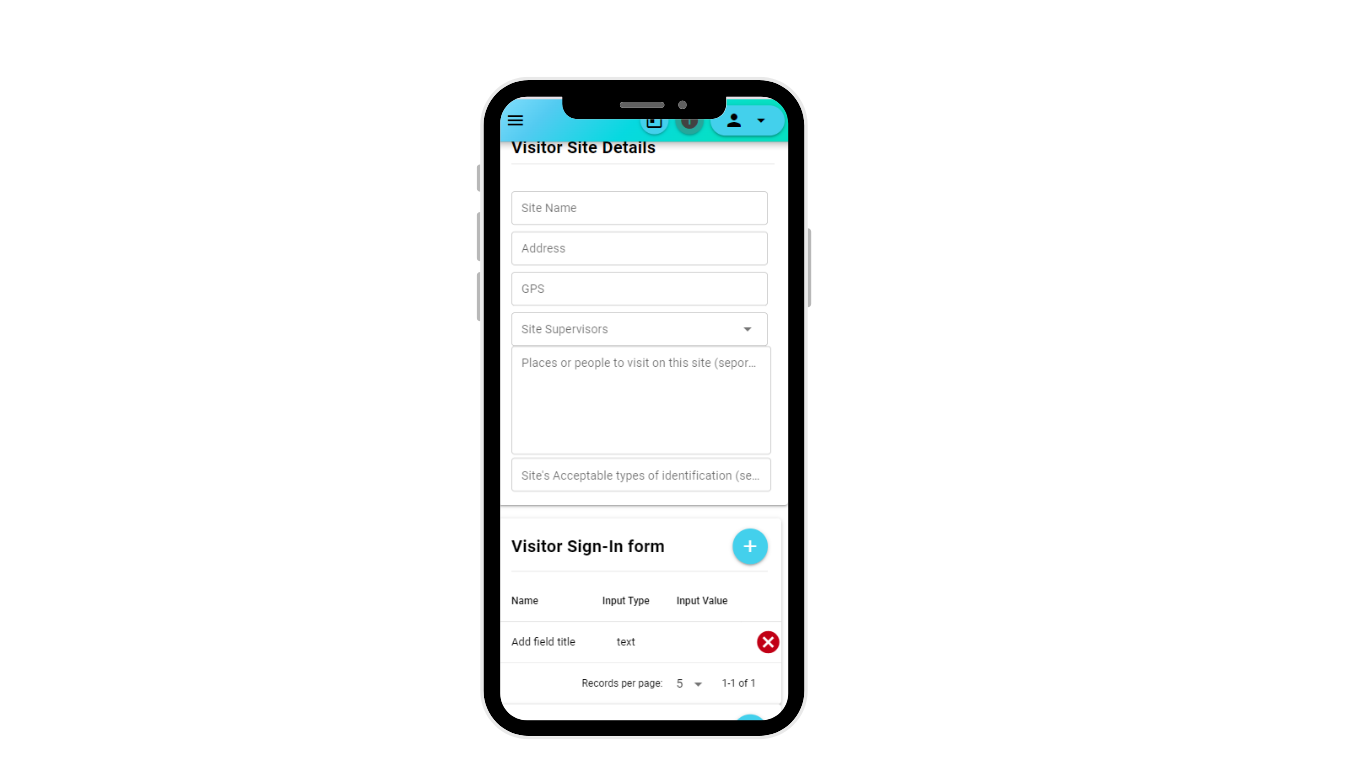 Visitor Site Details
Site Name
Address
GPS
Site Supervisors
Places or people to visit on this site (sepor...
Site's Acceptable types of identification (se...
Visitor Sign-In form
Name Input Type Input Value
Add field title text
Records per page: 5 1-1 of 1